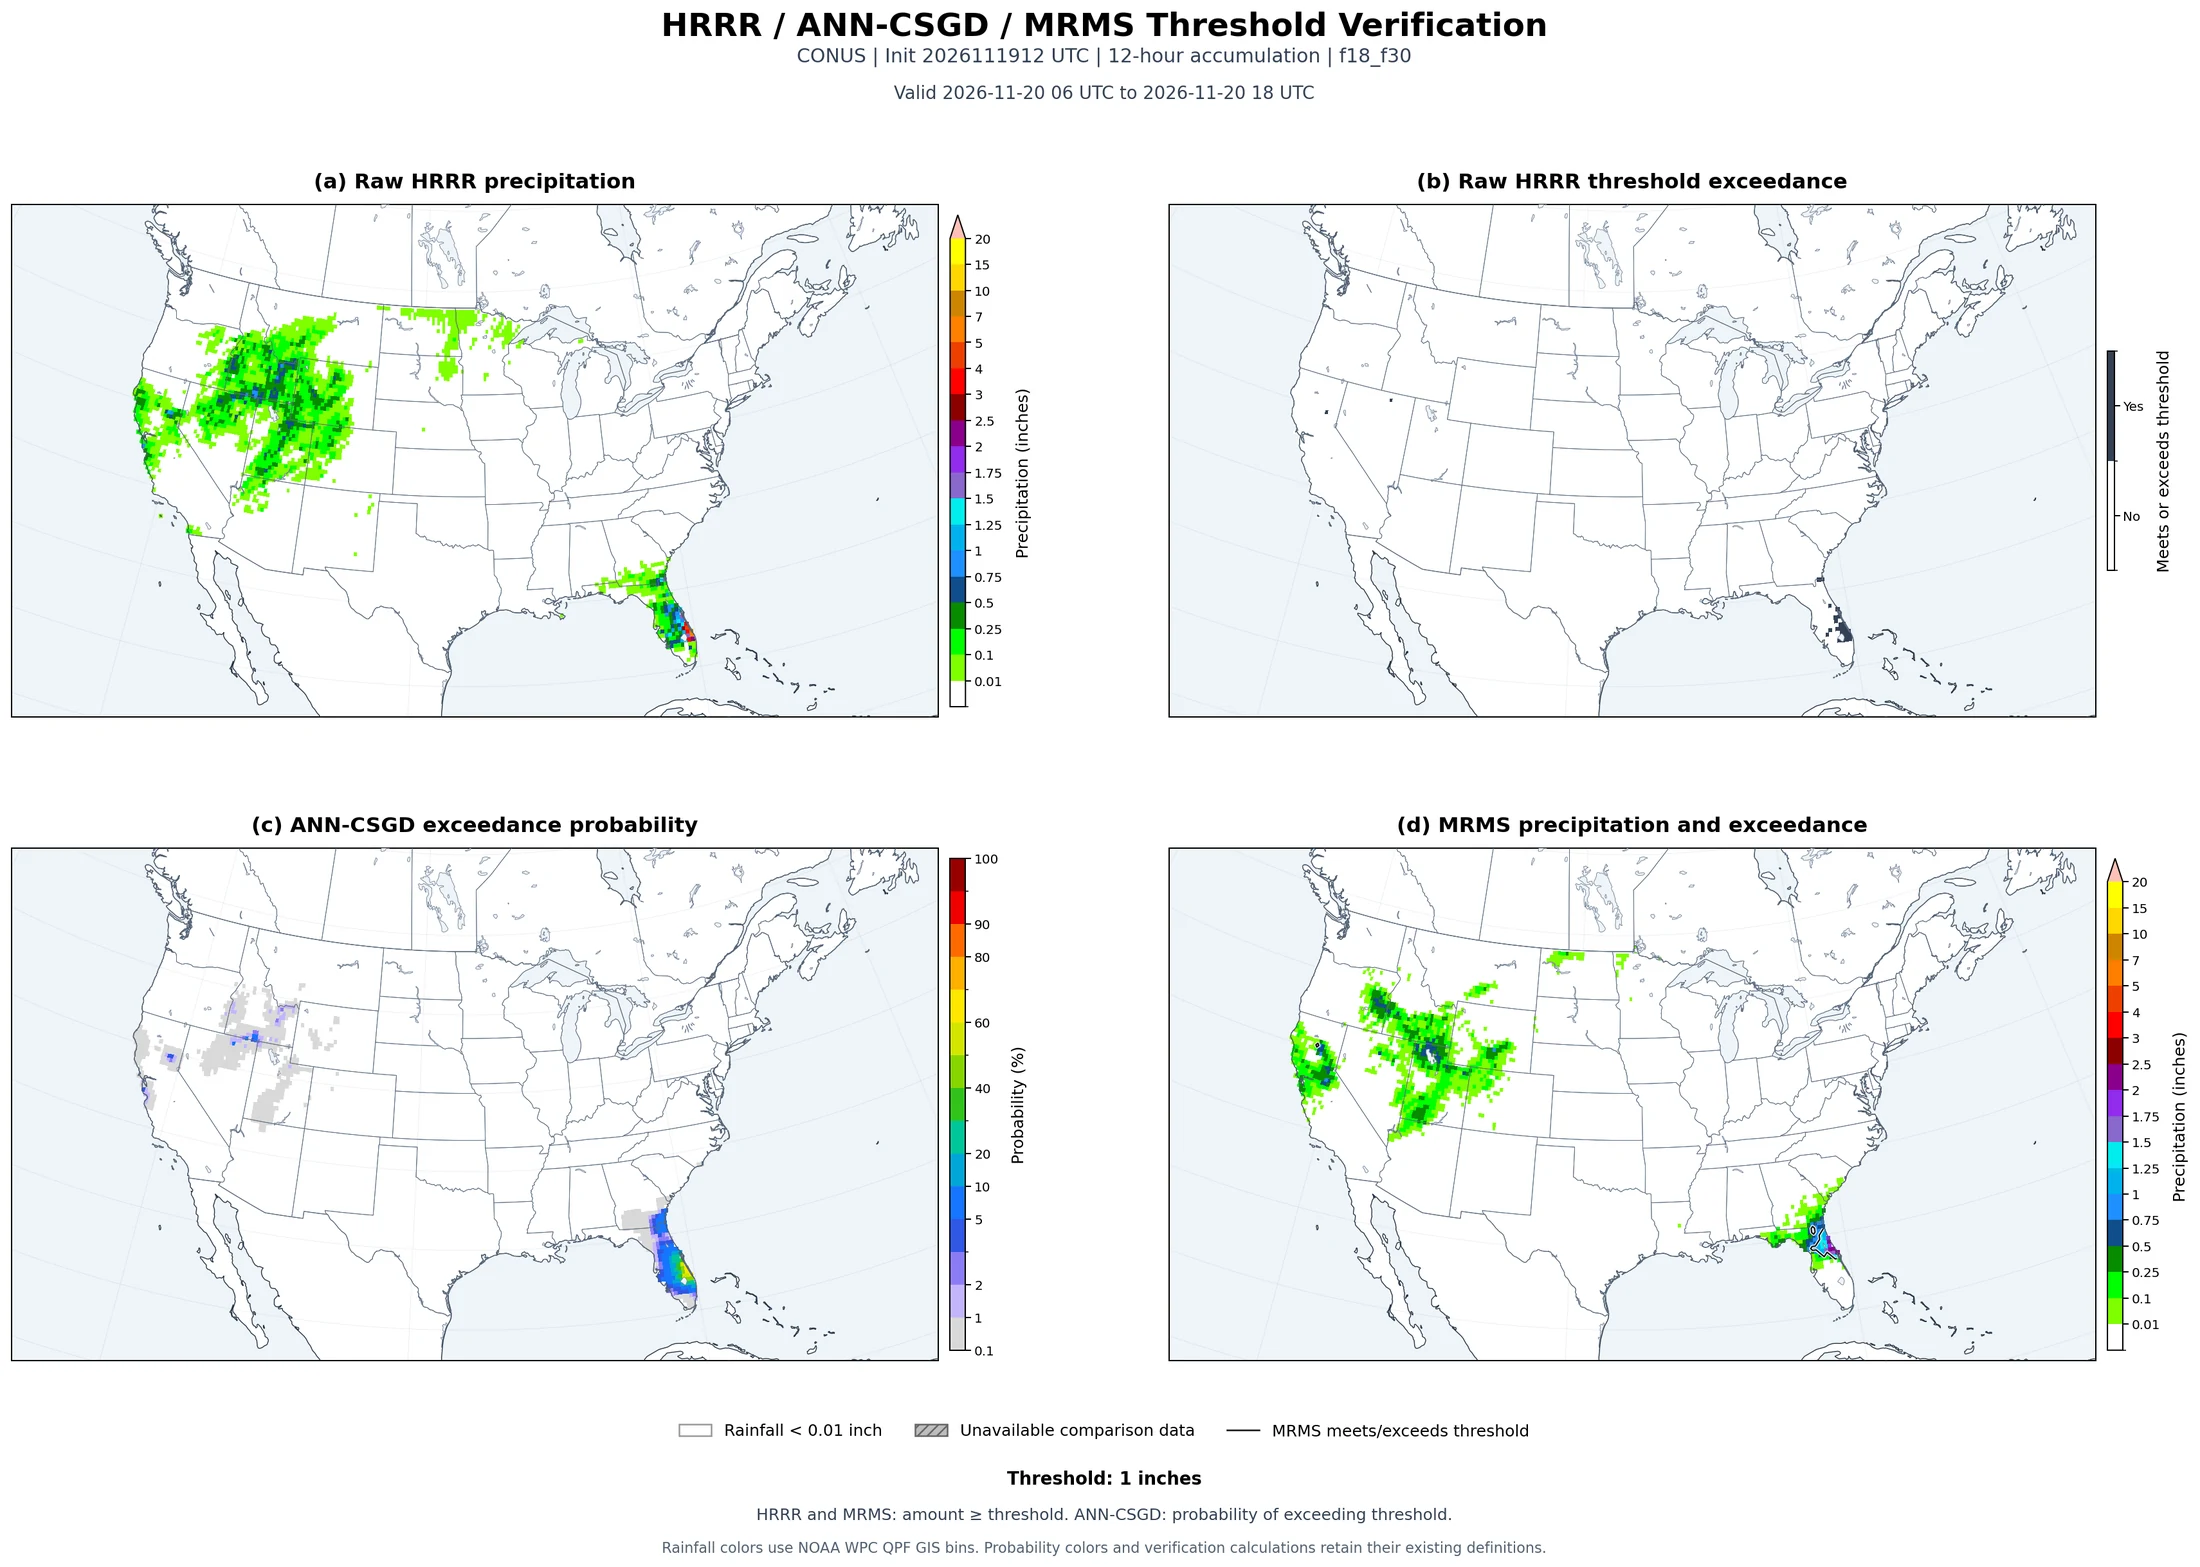 HRRR / ANN-CSGD / MRMS Threshold Verification
CONUS | Init 2026111912 UTC | 12-hour accumulation | f18_f30
Valid 2026-11-20 06 UTC to 2026-11-20 18 UTC
(a) Raw HRRR precipitation
20
15
10
7
5
4
3
2.5
2
1.75
1.5
1.25
1
0.75
0.5
0.25
0.1
0.01
Precipitation (inches)
(b) Raw HRRR threshold exceedance
Yes
No
Meets or exceeds threshold
(c) ANN-CSGD exceedance probability
100
90
80
60
40
20
10
5
2
1
0.1
Probability (%)
(d) MRMS precipitation and exceedance
20
15
10
7
5
4
3
2.5
2
1.75
1.5
1.25
1
0.75
0.5
0.25
0.1
0.01
Precipitation (inches)
Rainfall < 0.01 inch
Unavailable comparison data
MRMS meets/exceeds threshold
Threshold: 1 inches
HRRR and MRMS: amount ≥ threshold. ANN-CSGD: probability of exceeding threshold.
Rainfall colors use NOAA WPC QPF GIS bins. Probability colors and verification calculations retain their existing definitions.